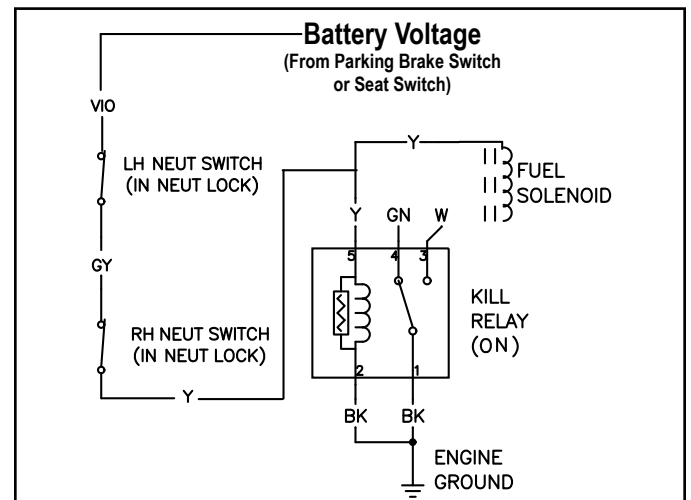 Battery Voltage
(From Parking Brake Switch
or Seat Switch)
VIO
LH NEUT SWITCH
(IN NEUT LOCK)
GY
RH NEUT SWITCH
(IN NEUT LOCK)
Y
Y
FUEL
SOLENOID
Y
GN
W
5
4
3
KILL
RELAY
(ON)
2
1
BK
BK
ENGINE
GROUND